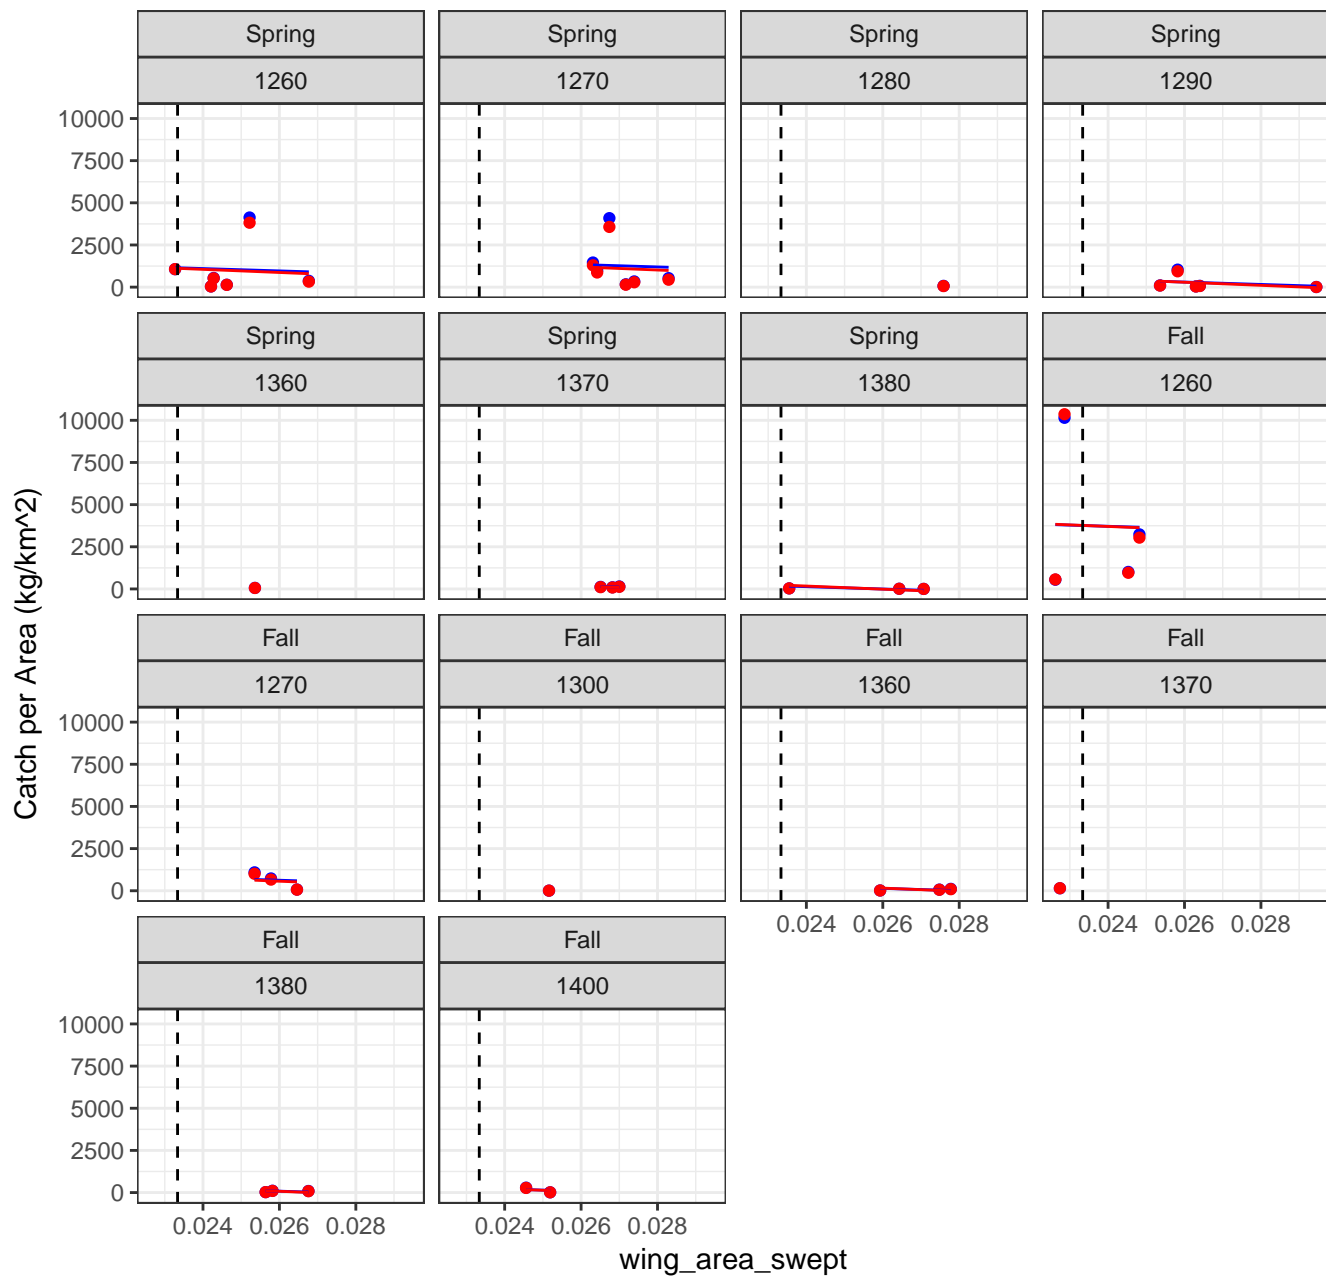 Spring Spring Spring Spring
1260 1270 1280 1290
10000
7500
5000
2500
0
Spring Spring Spring Fall
1360 1370 1380 1260
10000
7500
5000
2500
0
Catch per Area (kg/km^2)
Fall Fall Fall Fall
1270 1300 1360 1370
10000
7500
5000
2500
0
0.024 0.026 0.028 0.024 0.026 0.028
Fall Fall
1380 1400
10000
7500
5000
2500
0
0.024 0.026 0.028 0.024 0.026 0.028
wing_area_swept